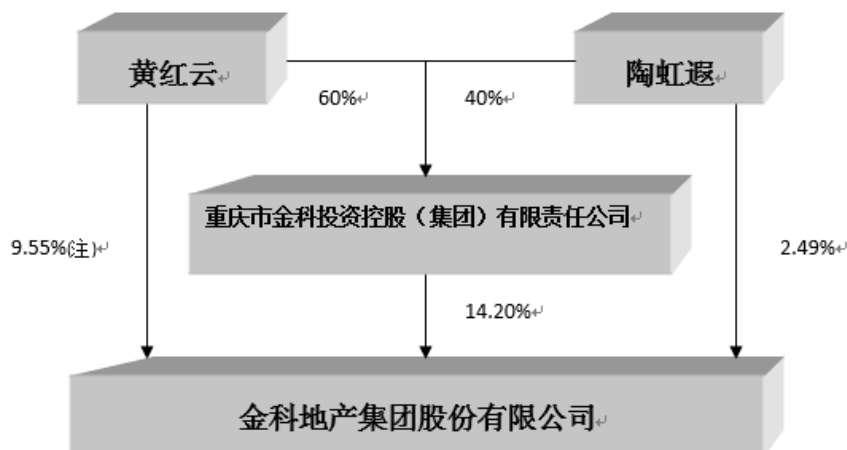 黄红云
陶虹遐
60%
40%
重庆市金科投资控股（集团）有限责任公司
9.55%(注)
2.49%
14.20%
金科地产集团股份有限公司